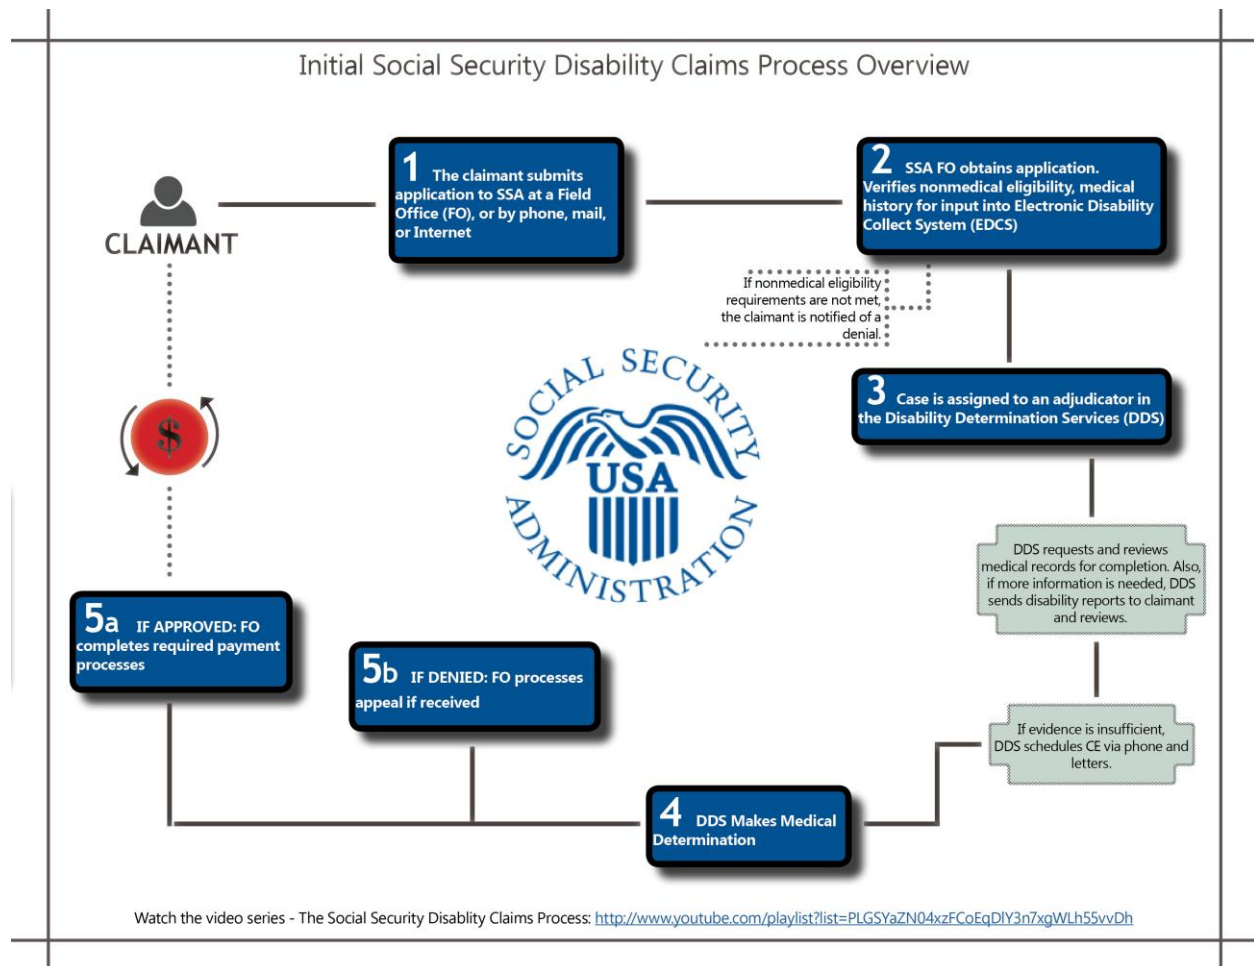 Initial Social Security Disability Claims Process Overview
CLAIMANT
1 The claimant submits
application to SSA at a Field
Office (FO), or by phone, mail,
or Internet
2 SSA FO obtains application.
Verifies nonmedical eligibility, medical
history for input into Electronic Disability
Collect System (EDCS)
If nonmedical eligibility
requirements are not met,
the claimant is notified of a
denial.
3 Case is assigned to an adjudicator in
the Disability Determination Services (DDS)
$
SOCIAL SECURITY
USA
ADMINISTRATION
DDS requests and reviews
medical records for completion. Also,
if more information is needed, DDS
sends disability reports to claimant
and reviews.
If evidence is insufficient,
DDS schedules CE via phone and
letters.
4 DDS Makes Medical
Determination
5a IF APPROVED: FO
completes required payment
processes
5b IF DENIED: FO processes
appeal if received
Watch the video series - The Social Security Disablity Claims Process: http://www.youtube.com/playlist?list=PLGSYaZN04xzFCoEqDlY3n7xgWLh55vvDh